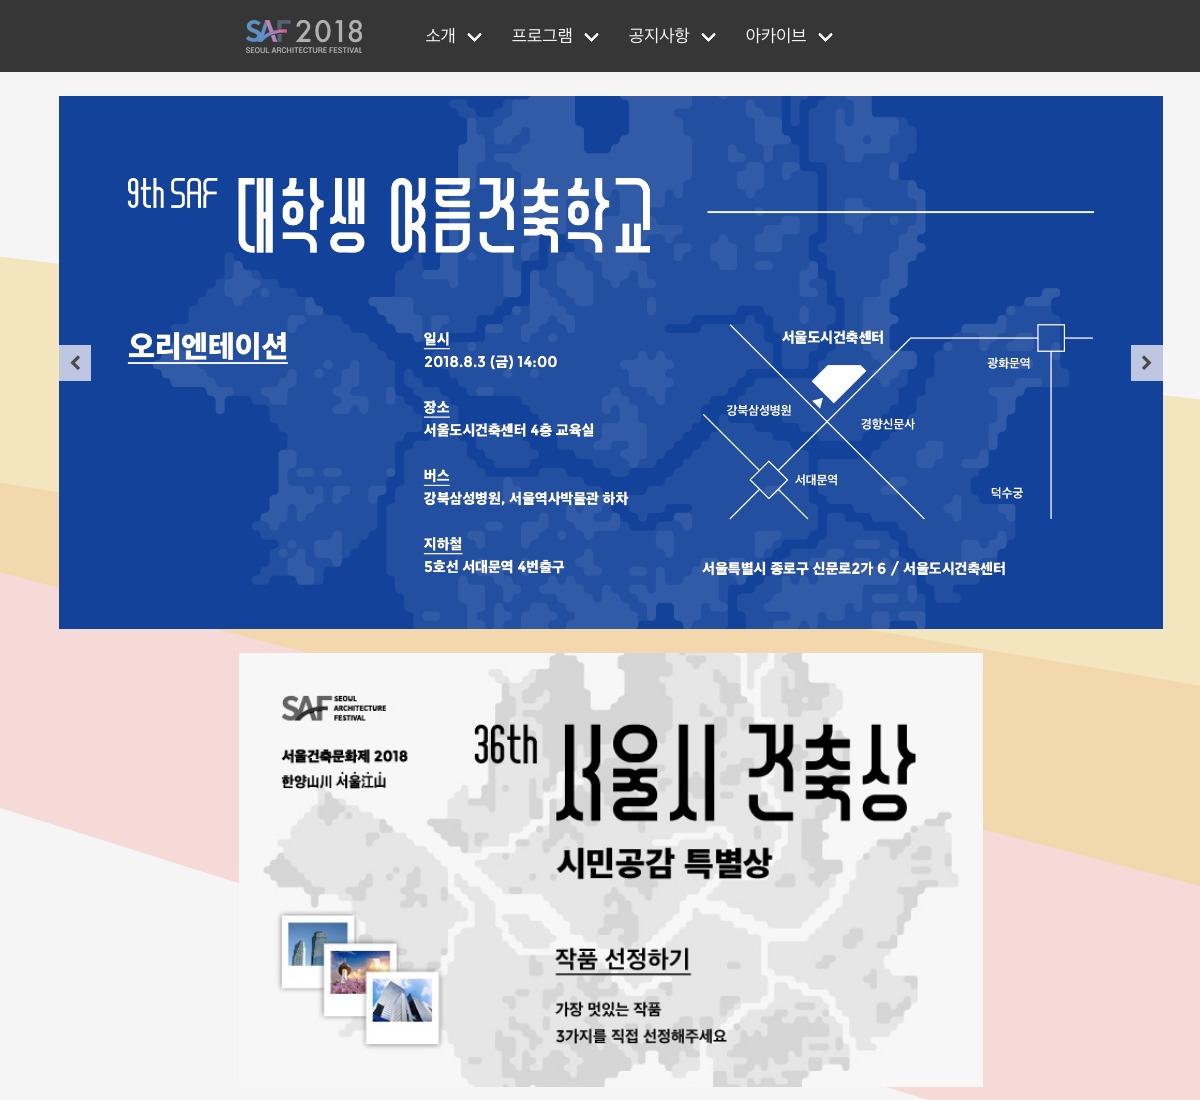 SAF 2018
SEOUL ARCHITECTURE FESTIVAL
소개
프로그램
공지사항
아카이브
9th SAF 대학생 여름건축학교
오리엔테이션
일시
2018.8.3 (금) 14:00
장소
서울도시건축센터 4층 교육실
버스
강북삼성병원, 서울역사박물관 하차
지하철
5호선 서대문역 4번출구
서울도시건축센터
광화문역
강북삼성병원
경향신문사
서대문역
덕수궁
서울특별시 종로구 신문로2가 6 / 서울도시건축센터
SAF SEOUL
ARCHITECTURE
FESTIVAL
서울건축문화제 2018
한양山川 서울江山
36th 서울시 건축상
시민공감 특별상
작품 선정하기
가장 멋있는 작품
3가지를 직접 선정해주세요